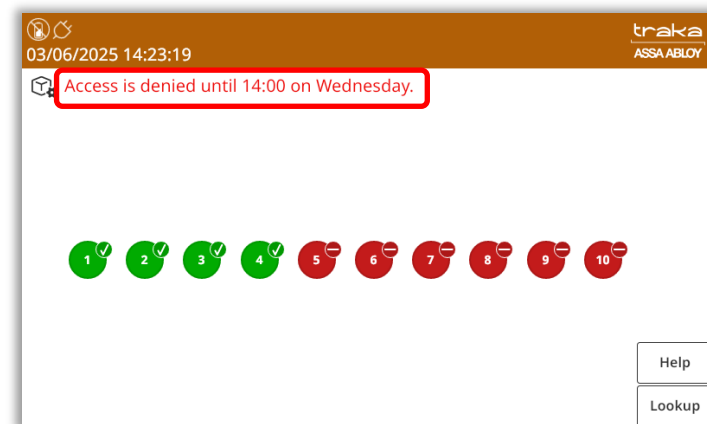 03/06/2025 14:23:19
traka
ASSA ABLOY
Access is denied until 14:00 on Wednesday.
1 2 3 4 5 6 7 8 9 10
Help
Lookup